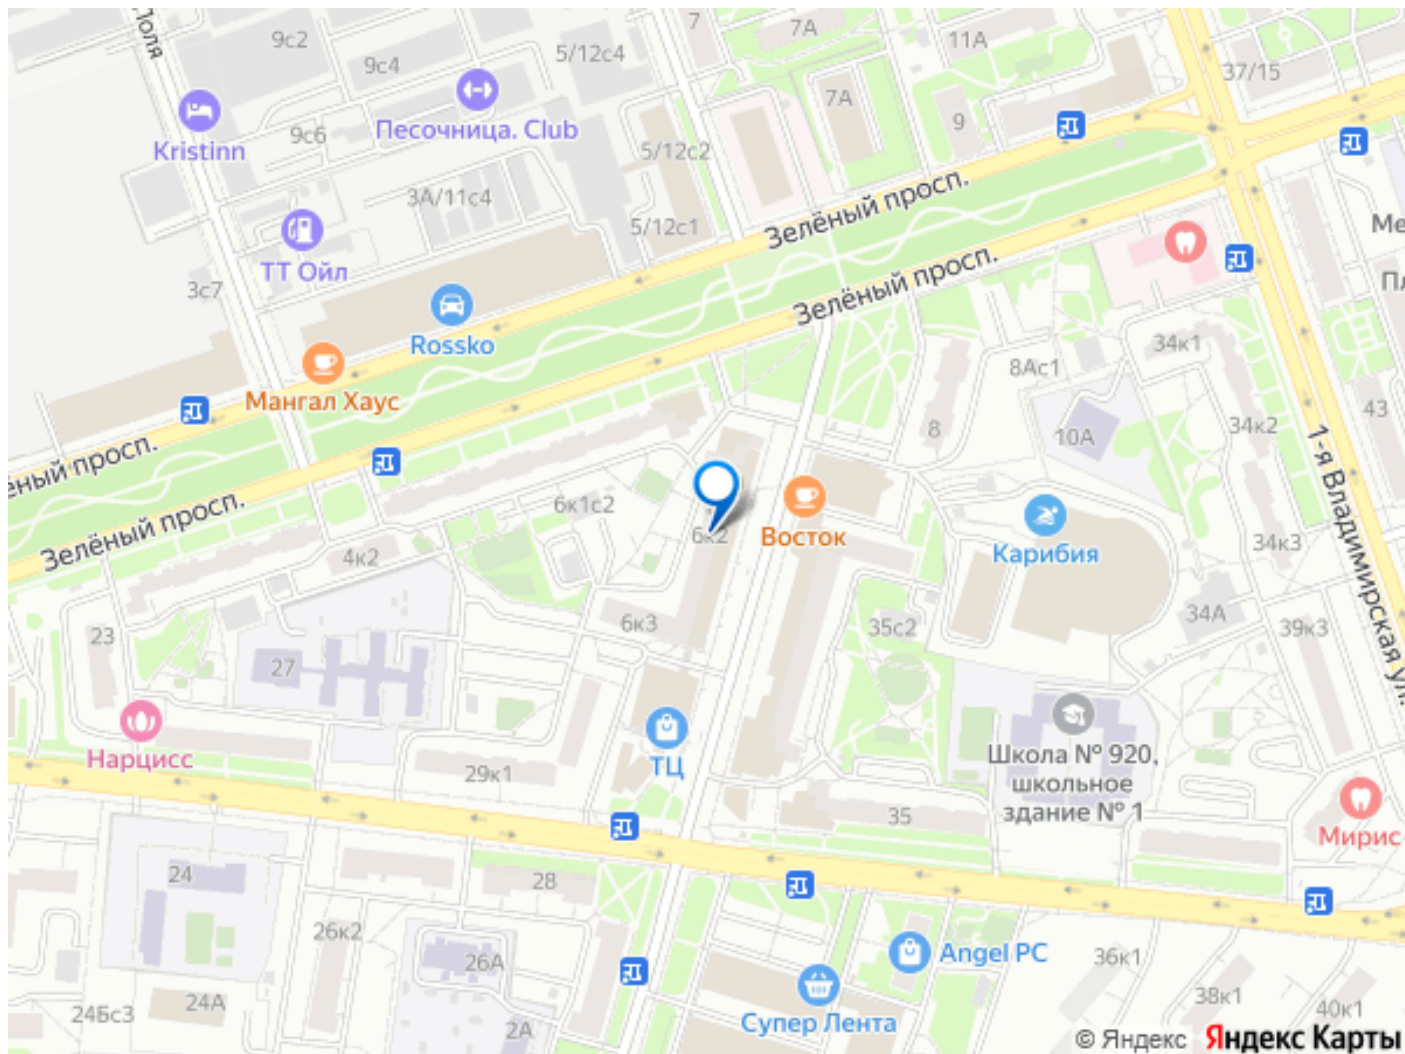 Поля
9с2
9с4
5/12с4
7
7А
11А
37/15
Kristinn
Песочница. Club
9с6
7А
9
5/12с2
3А/11с4
5/12с1
Зелёный просп.
ТТ Ойл
3с7
Зелёный просп.
Ме
Пл
Rossko
34к1
8Ас1
Мангал Хаус
43
34к2
8
10А
ёный просп.
1-я Владимирская ул.
Зелёный просп.
6к1с2
6к2
Восток
Карибия
34к3
4к2
23
6к3
35с2
34А
39к3
27
Нарцисс
ТЦ
29к1
Школа № 920,
школьное
здание № 1
35
Мирис
24
28
26к2
26А
Angel PC
36к1
24Бс3
24А
2А
Супер Лента
38к1
40к1
© Яндекс Яндекс Карты